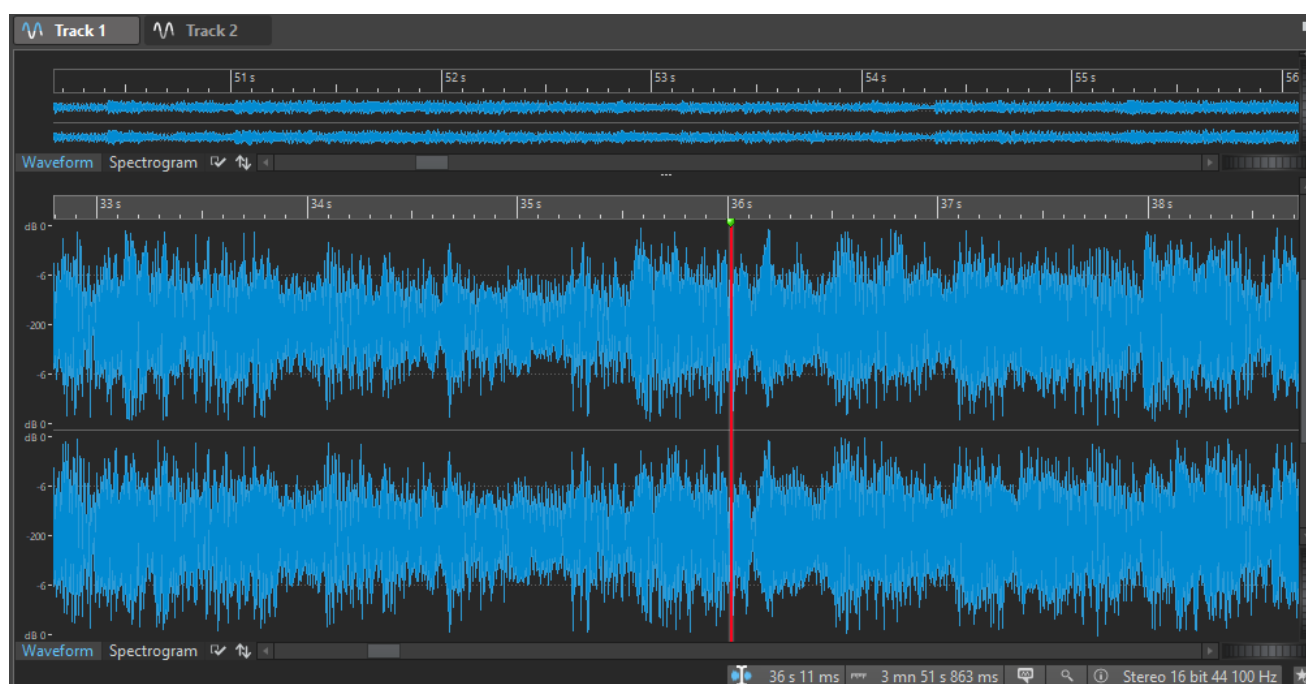 Track 1 Track 2
51 s 52 s 53 s 54 s 55 s 56
Waveform Spectrogram
33 s 34 s 35 s 36 s 37 s 38 s
dB 0-
-6-
-200-
-6-
dB 0-
dB 0-
-6-
-200-
-6-
dB 0-
Waveform Spectrogram
36 s 11 ms 3 mn 51 s 863 ms Stereo 16 bit 44 100 Hz